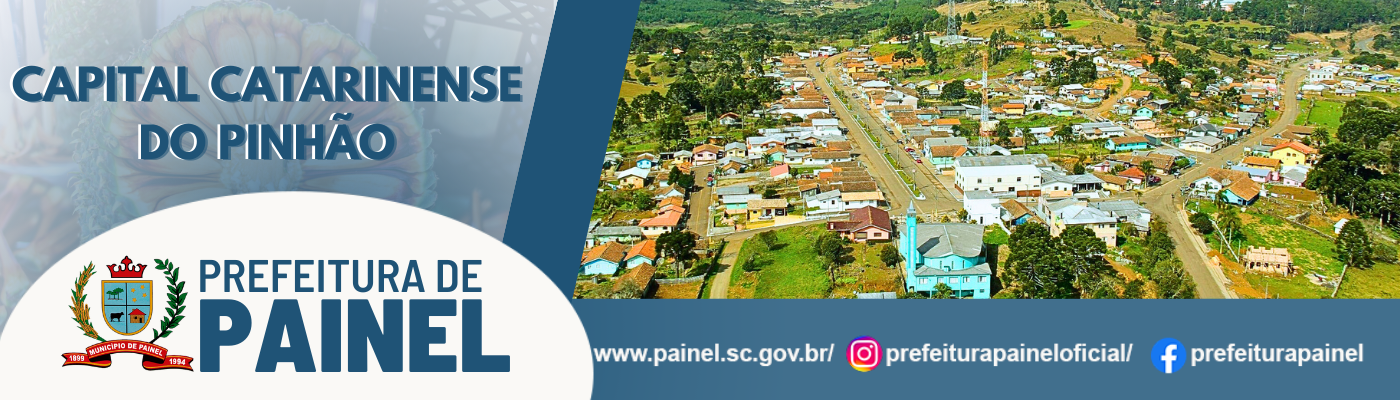 CAPITAL CATARINENSE
DO PINHÃO
PREFEITURA DE
PAINEL
1899 MUNICÍPIO DE PAINEL 1994
www.painel.sc.gov.br/ prefeiturapaineloficial/ prefeiturapainel